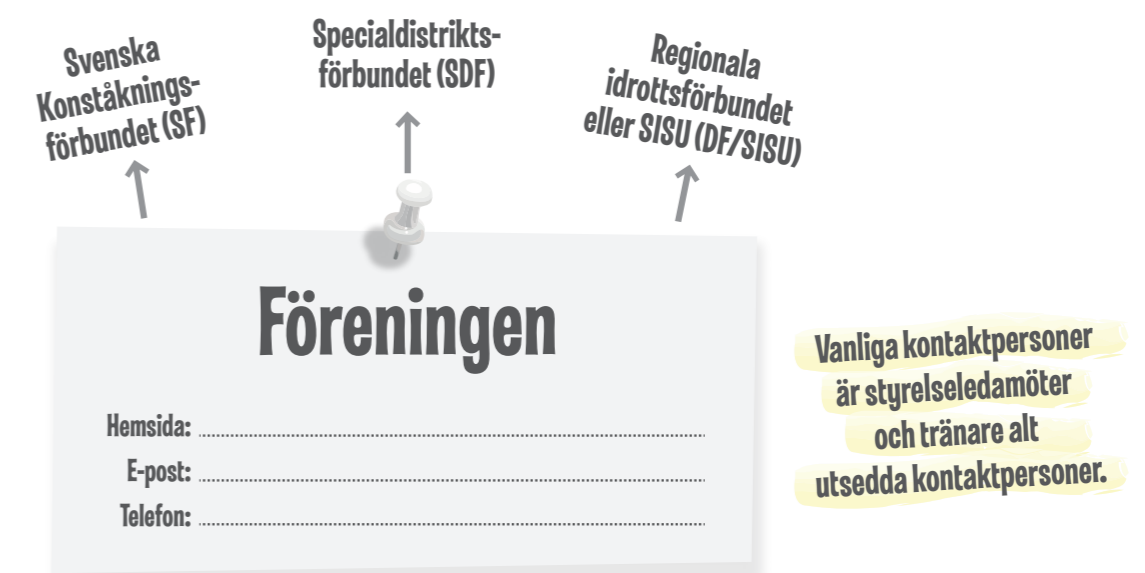 Svenska
Konståknings-
förbundet (SF)
Specialdistrikts-
förbundet (SDF)
Regionala
idrottsförbundet
eller SISU (DF/SISU)
Föreningen
Hemsida:
E-post:
Telefon:
Vanliga kontaktpersoner
är styrelseledamöter
och tränare alt
utsedda kontaktpersoner.